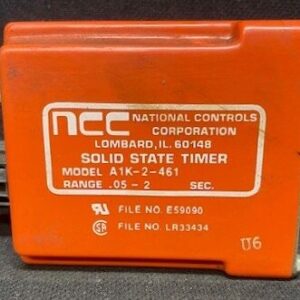 ncc NATIONAL CONTROLS
CORPORATION
LOMBARD, IL. 60148
SOLID STATE TIMER
MODEL A1K-2-461
RANGE .05 - 2 SEC.
FILE NO. E59090
FILE NO. LR33434
U6